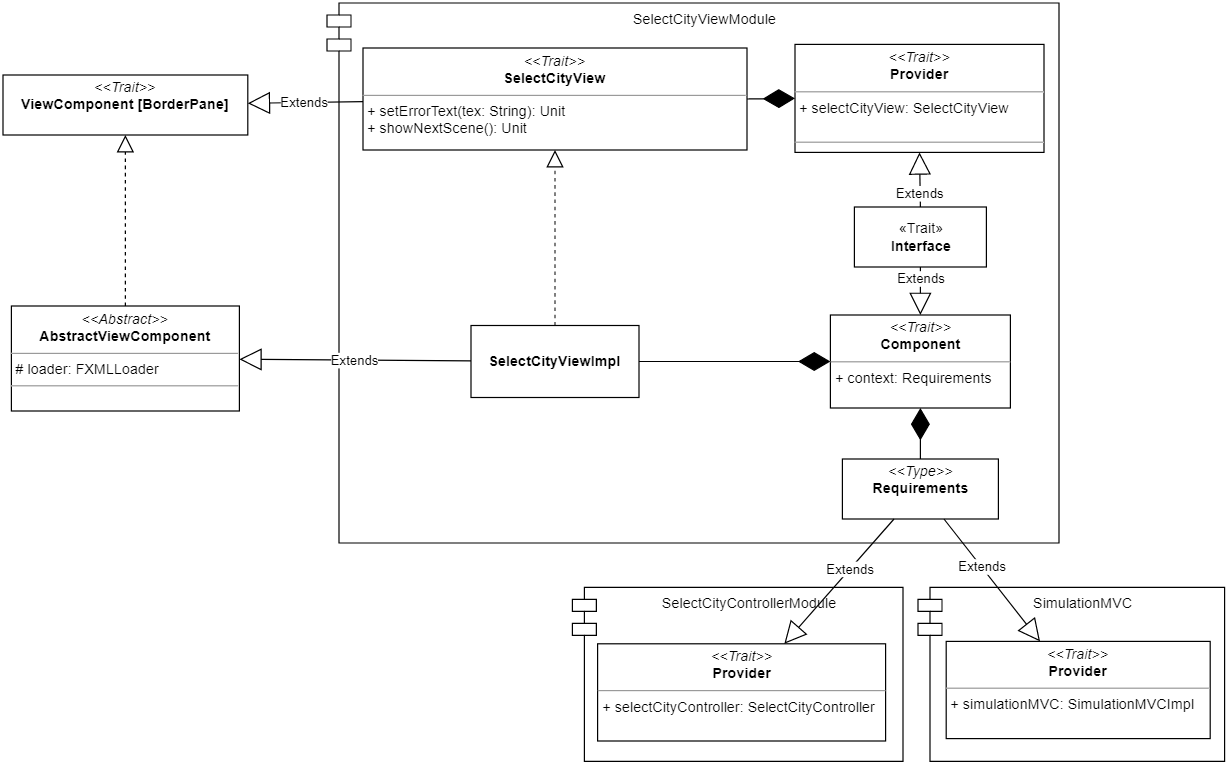 SelectCityViewModule
<<Trait>>
ViewComponent [BorderPane]
Extends
<<Trait>>
SelectCityView
+ setErrorText(tex: String): Unit
+ showNextScene(): Unit
<<Trait>>
Provider
+ selectCityView: SelectCityView
Extends
«Trait»
Interface
Extends
<<Abstract>>
AbstractViewComponent
# loader: FXMLLoader
Extends
SelectCityViewImpl
<<Trait>>
Component
+ context: Requirements
<<Type>>
Requirements
Extends
Extends
SelectCityControllerModule
<<Trait>>
Provider
+ selectCityController: SelectCityController
SimulationMVC
<<Trait>>
Provider
+ simulationMVC: SimulationMVCImpl